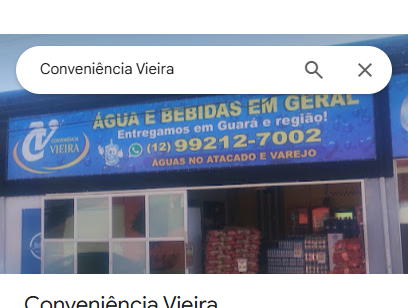 Conveniência Vieira
ÁGUA E BEBIDAS EM GERAL
Entregamos em Guará e região!
CV
CONVENIÊNCIA
VIEIRA
(12) 99212-7002
ÁGUAS NO ATACADO E VAREJO
Conveniência Vieira